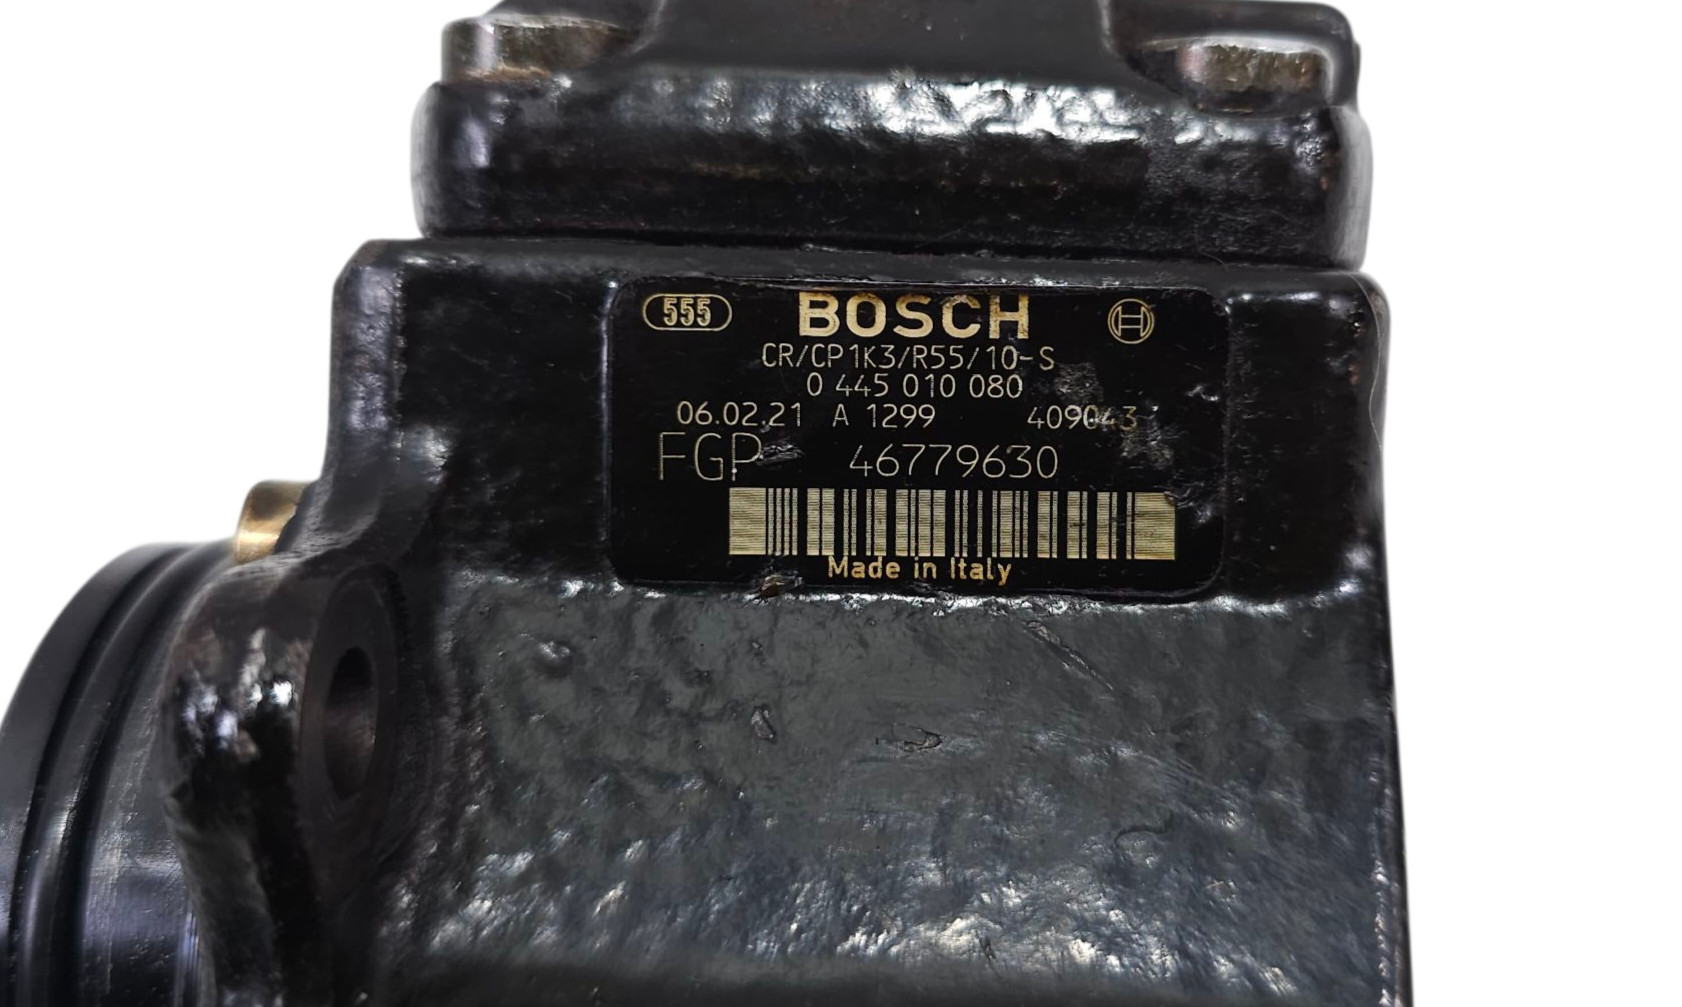 555 BOSCH
CR/CP1K3/R55/10-S
0 445 010 080
06.02.21 A 1299 409043
FGP 46779630
Made in Italy